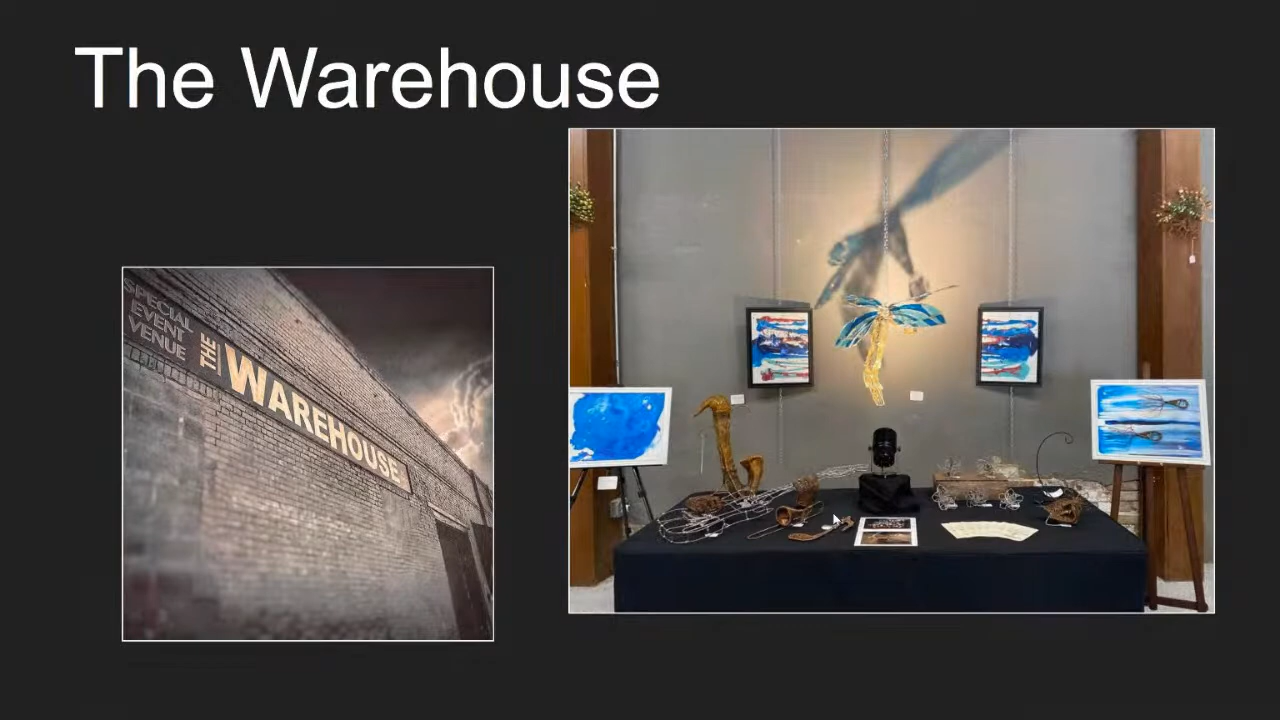 The Warehouse
SPECIAL
EVENT
VENUE
THE
WAREHOUSE